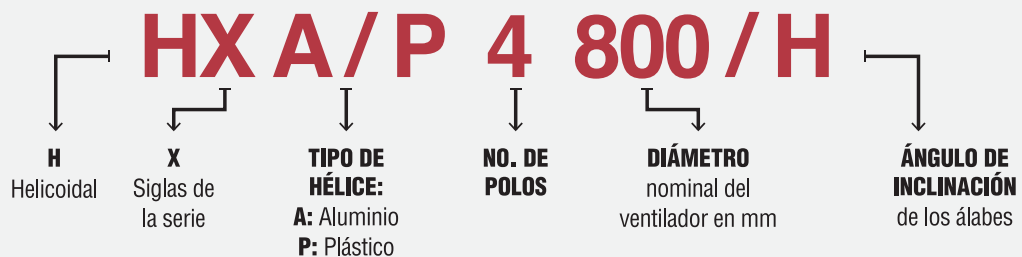 HX A/P 4 800/H
H
Helicoidal
X
Siglas de
la serie
TIPO DE
HÉLICE:
A: Aluminio
P: Plástico
NO. DE
POLOS
DIÁMETRO
nominal del
ventilador en mm
ÁNGULO DE
INCLINACIÓN
de los álabes